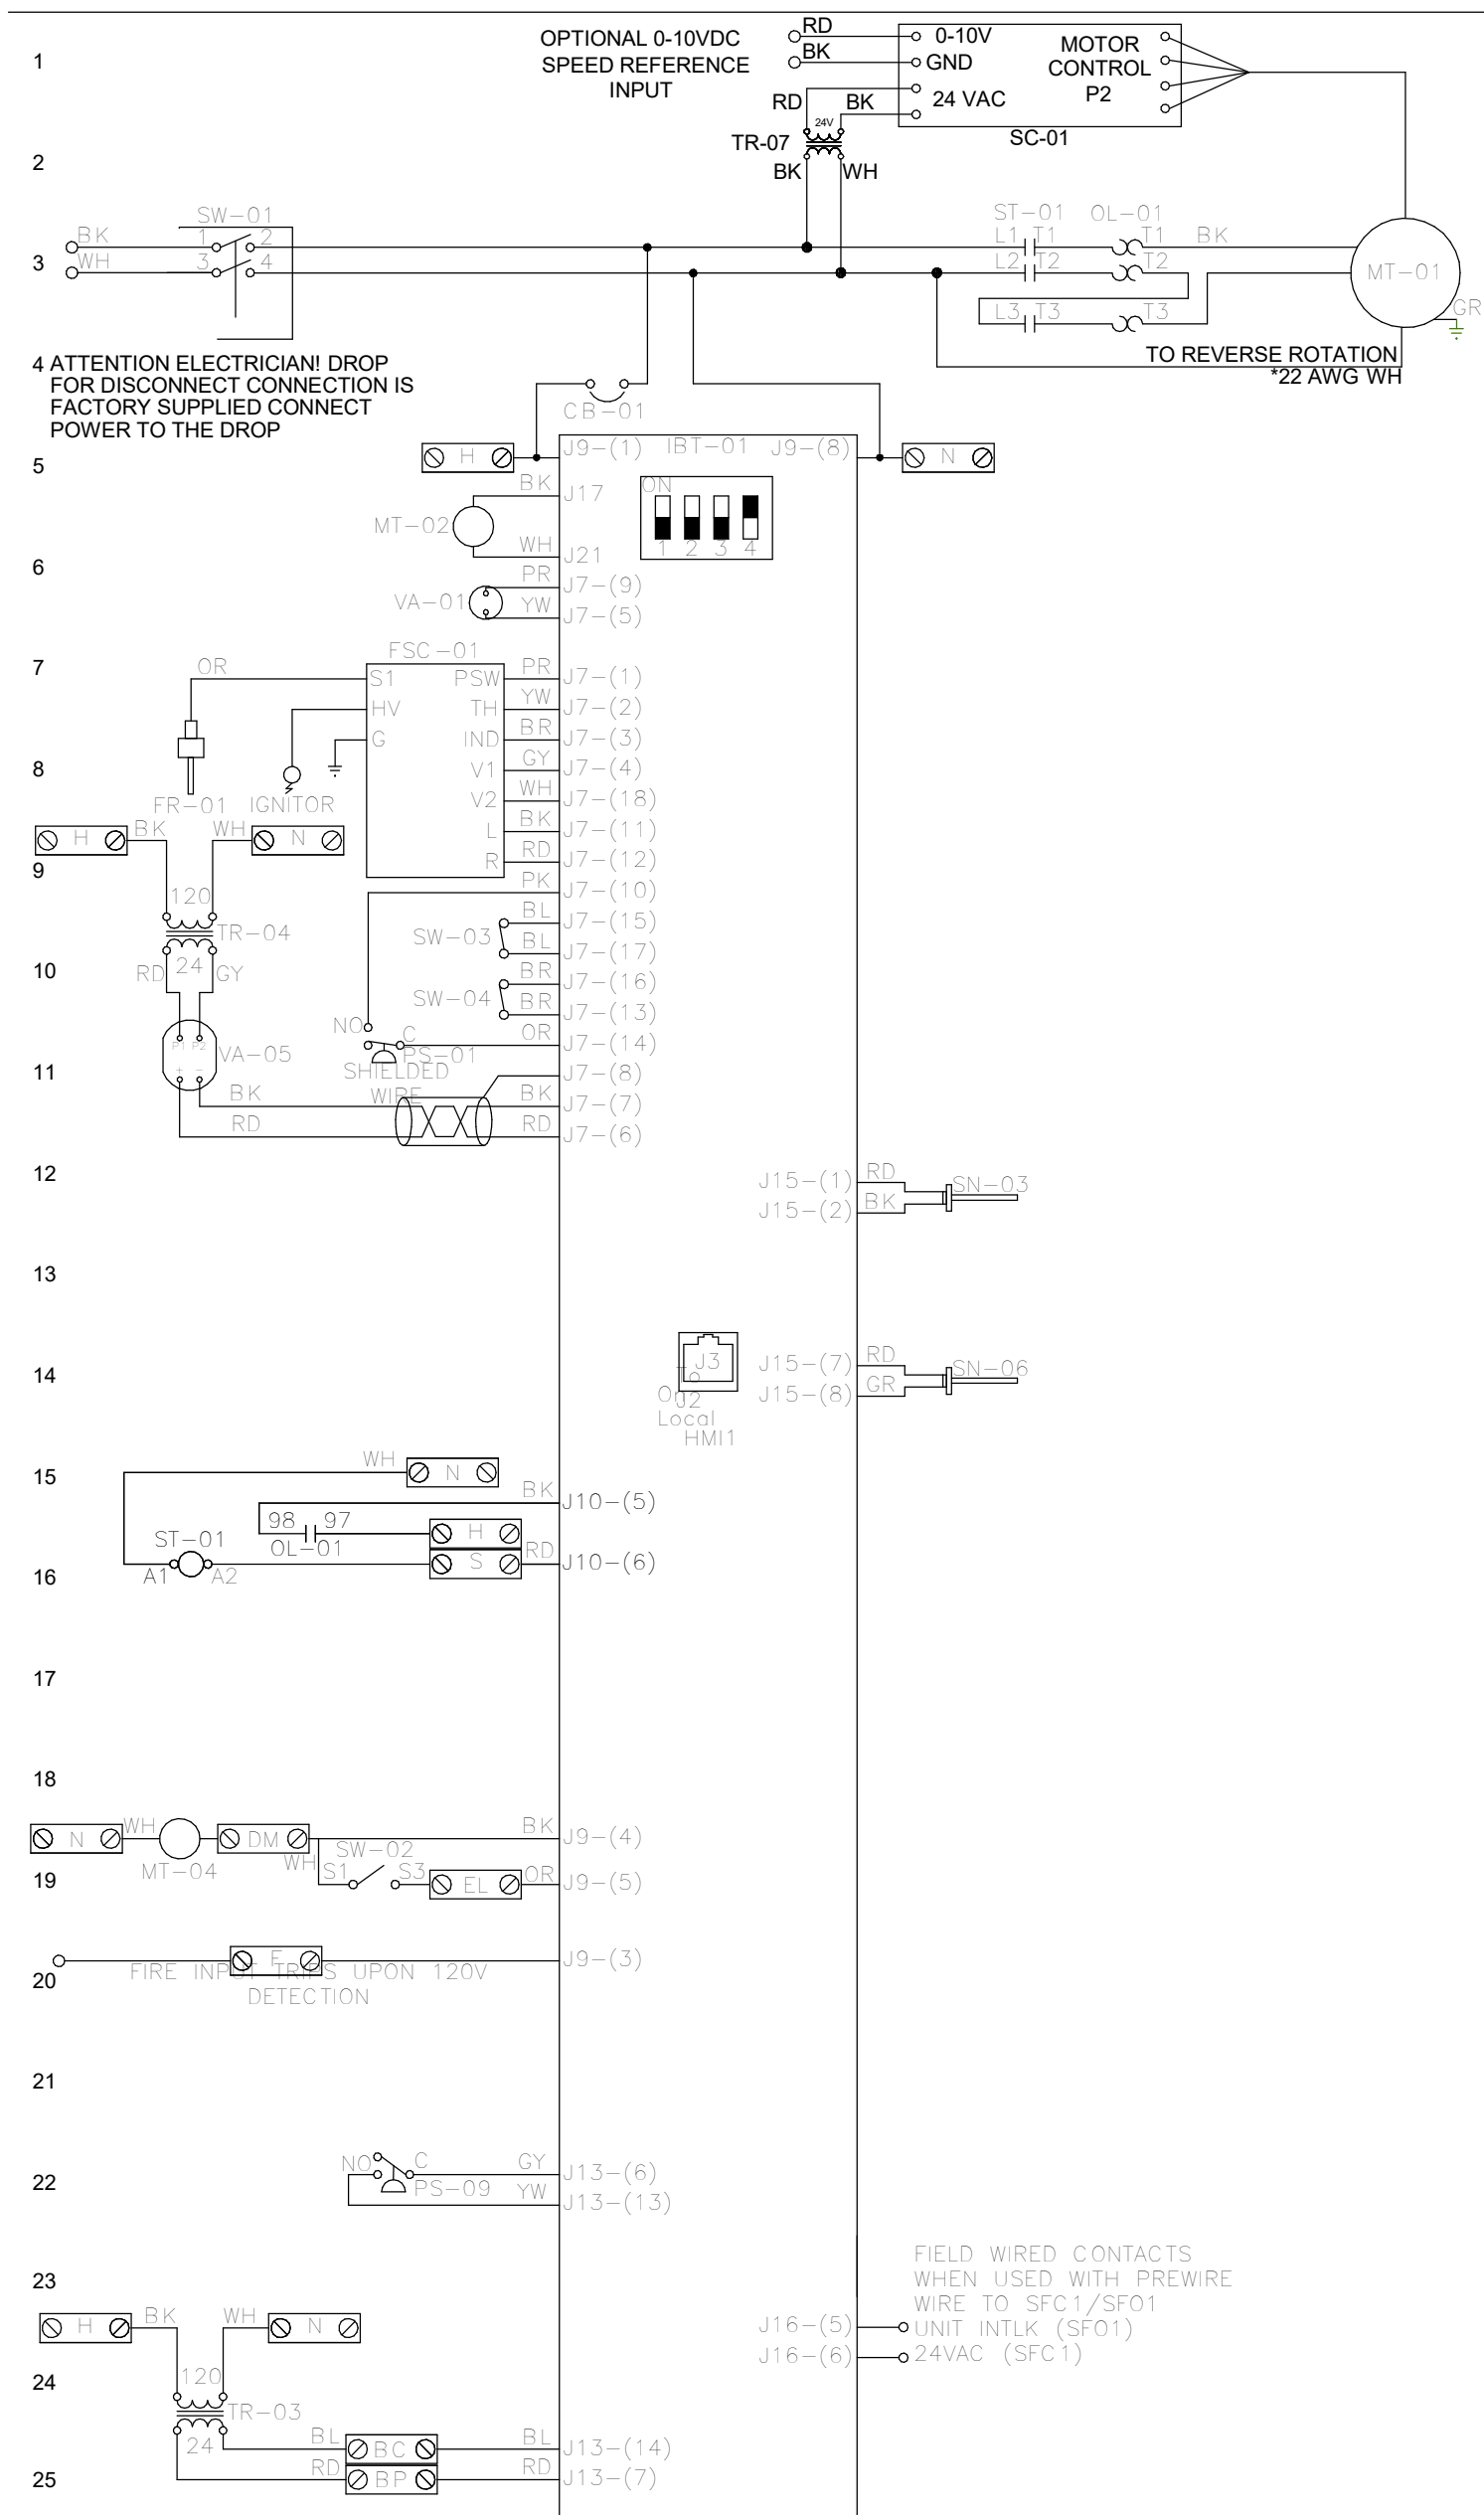 1
OPTIONAL 0-10VDC
SPEED REFERENCE
INPUT
RD
BK
0-10V
GND
24 VAC
MOTOR
CONTROL
P2
SC-01
RD
BK
24V
TR-07
BK
WH
2
SW-01
BK
1
2
WH
3
4
3
ST-01
OL-01
L1
T1
T1
BK
L2
T2
T2
L3
T3
T3
MT-01
GR
TO REVERSE ROTATION
*22 AWG WH
4
ATTENTION ELECTRICIAN! DROP
FOR DISCONNECT CONNECTION IS
FACTORY SUPPLIED CONNECT
POWER TO THE DROP
CB-01
5
H
J9-(1)
IBT-01
J9-(8)
N
BK
J17
ON
1 2 3 4
MT-02
WH
J21
6
PR
J7-(9)
VA-01
YW
J7-(5)
7
FSC-01
OR
S1
PSW
PR
J7-(1)
HV
TH
YW
J7-(2)
G
IND
BR
J7-(3)
8
V1
GY
J7-(4)
V2
WH
J7-(18)
FR-01
IGNITOR
L
BK
J7-(11)
H
BK
WH
N
R
RD
J7-(12)
9
PK
J7-(10)
120
TR-04
24
BL
J7-(15)
SW-03
BL
J7-(17)
10
RD
GY
BR
J7-(16)
SW-04
BR
J7-(13)
NO
C
OR
J7-(14)
P1 P2
VA-05
+ -
PS-01
11
SHIELDED
WIRE
J7-(8)
BK
BK
J7-(7)
RD
RD
J7-(6)
12
J15-(1)
RD
SN-03
J15-(2)
BK
13
14
J3
J15-(7)
RD
SN-06
J15-(8)
GR
To
J2
On
Local
HMI1
15
WH
N
BK
J10-(5)
98
97
OL-01
H
ST-01
A1
A2
S
RD
J10-(6)
16
17
18
N
WH
MT-04
DM
BK
J9-(4)
WH
SW-02
19
S1
S3
EL
OR
J9-(5)
F
J9-(3)
20
FIRE INPUT TRIPS UPON 120V
DETECTION
21
22
NO
C
PS-09
GY
J13-(6)
YW
J13-(13)
23
FIELD WIRED CONTACTS
WHEN USED WITH PREWIRE
WIRE TO SFC1/SFO1
J16-(5)
UNIT INTLK (SFO1)
J16-(6)
24VAC (SFC1)
H
BK
WH
N
24
120
TR-03
24
BL
BC
BL
J13-(14)
25
RD
BP
RD
J13-(7)